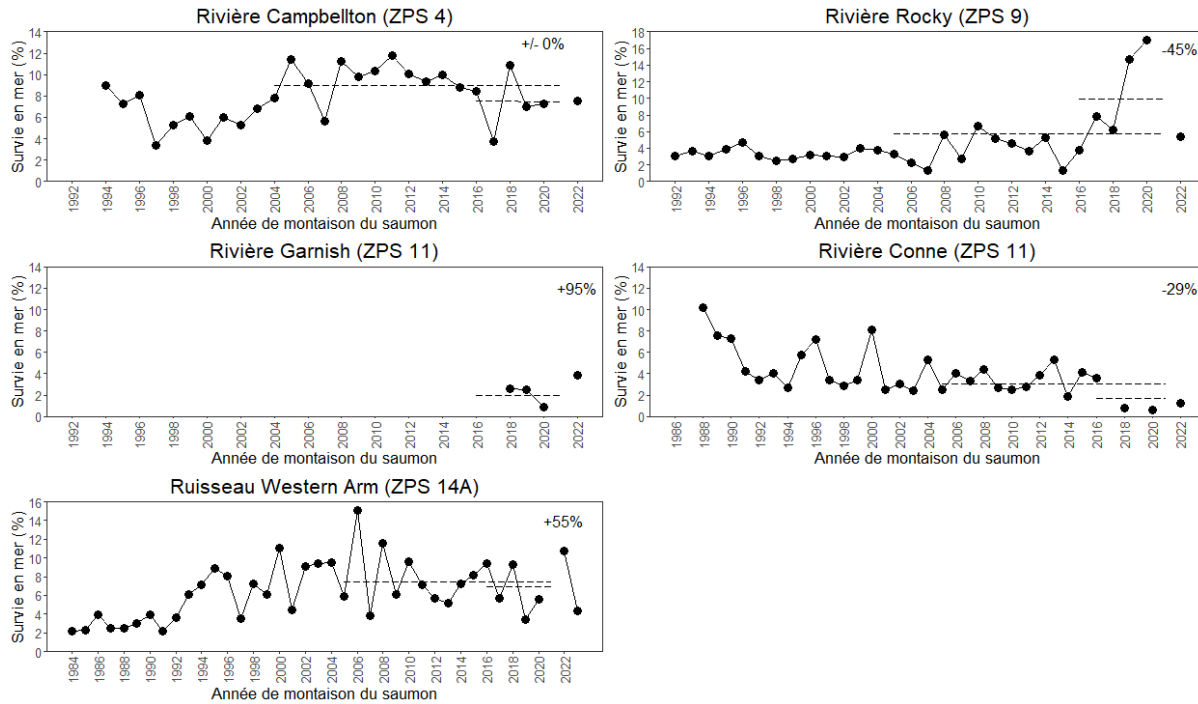 Rivière Campbellton (ZPS 4)
Survie en mer (%)
14
12
10
8
6
4
2
0
+/- 0%
1992 1994 1996 1998 2000 2002 2004 2006 2008 2010 2012 2014 2016 2018 2020 2022
Année de montaison du saumon
Rivière Rocky (ZPS 9)
Survie en mer (%)
18
16
14
12
10
8
6
4
2
0
-45%
1992 1994 1996 1998 2000 2002 2004 2006 2008 2010 2012 2014 2016 2018 2020 2022
Année de montaison du saumon
Rivière Garnish (ZPS 11)
Survie en mer (%)
14
12
10
8
6
4
2
0
+95%
1992 1994 1996 1998 2000 2002 2004 2006 2008 2010 2012 2014 2016 2018 2020 2022
Année de montaison du saumon
Rivière Conne (ZPS 11)
Survie en mer (%)
14
12
10
8
6
4
2
0
-29%
1986 1988 1990 1992 1994 1996 1998 2000 2002 2004 2006 2008 2010 2012 2014 2016 2018 2020 2022
Année de montaison du saumon
Ruisseau Western Arm (ZPS 14A)
Survie en mer (%)
16
14
12
10
8
6
4
2
0
+55%
1984 1986 1988 1990 1992 1994 1996 1998 2000 2002 2004 2006 2008 2010 2012 2014 2016 2018 2020 2022
Année de montaison du saumon